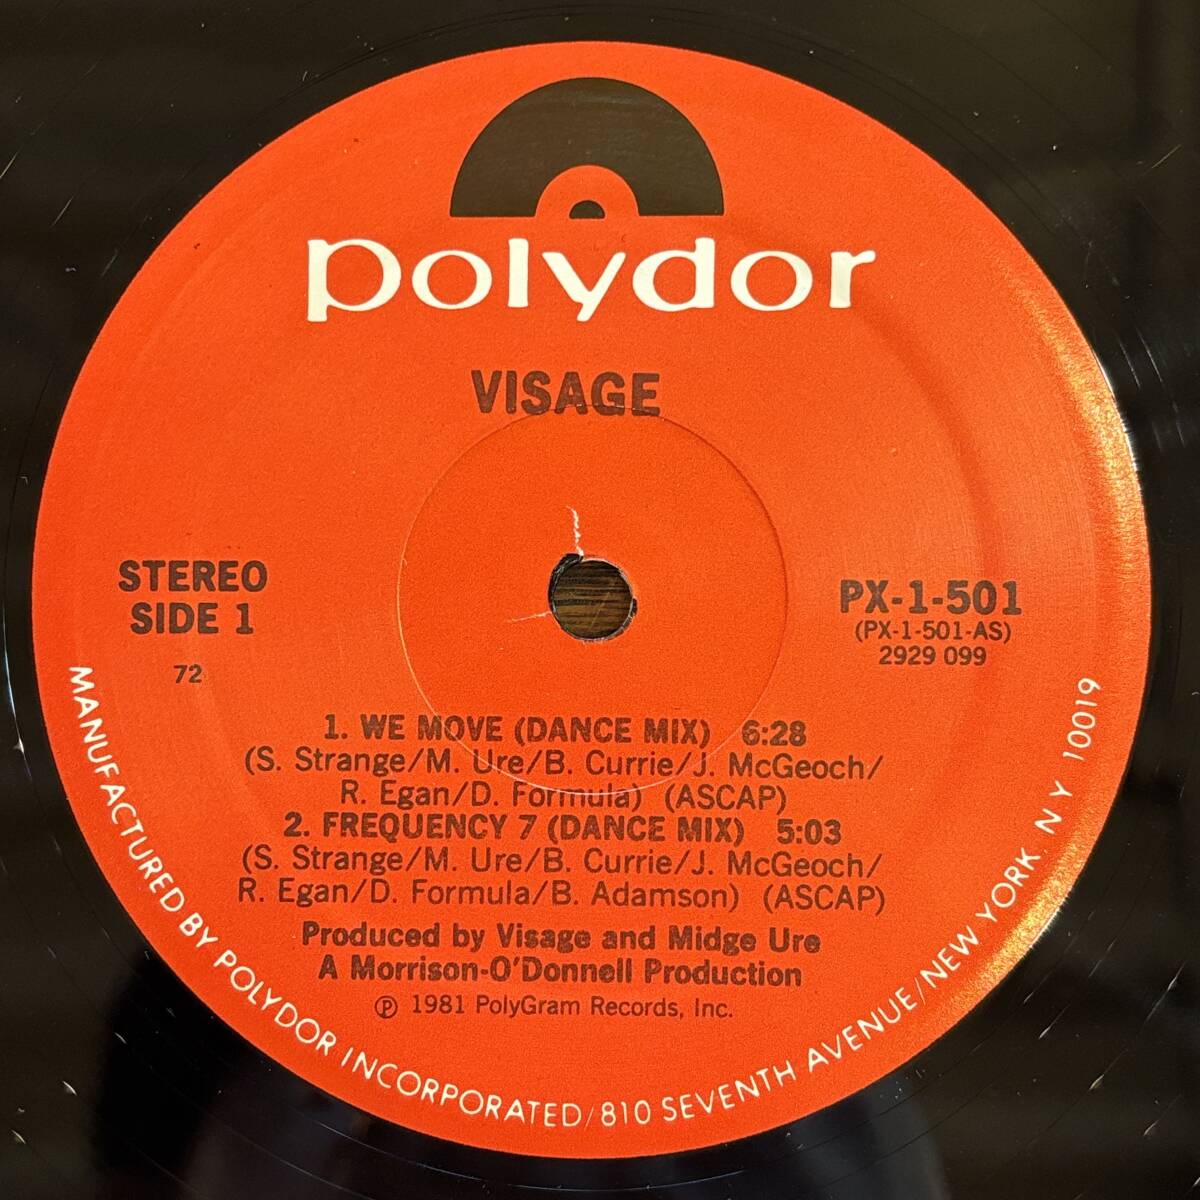 polydor
VISAGE
STEREO
SIDE 1
72
PX-1-501
(PX-1-501-AS)
2929 099
1. WE MOVE (DANCE MIX) 6:28
(S. Strange/M. Ure/B. Currie/J. McGeoch/
R. Egan/D. Formula) (ASCAP)
2. FREQUENCY 7 (DANCE MIX) 5:03
(S. Strange/M. Ure/B. Currie/J. McGeoch/
R. Egan/D. Formula/B. Adamson) (ASCAP)
Produced by Visage and Midge Ure
A Morrison-O'Donnell Production
Ⓟ 1981 PolyGram Records, Inc.
MANUFACTURED BY POLYDOR INCORPORATED/810 SEVENTH AVENUE/NEW YORK. N Y 10019